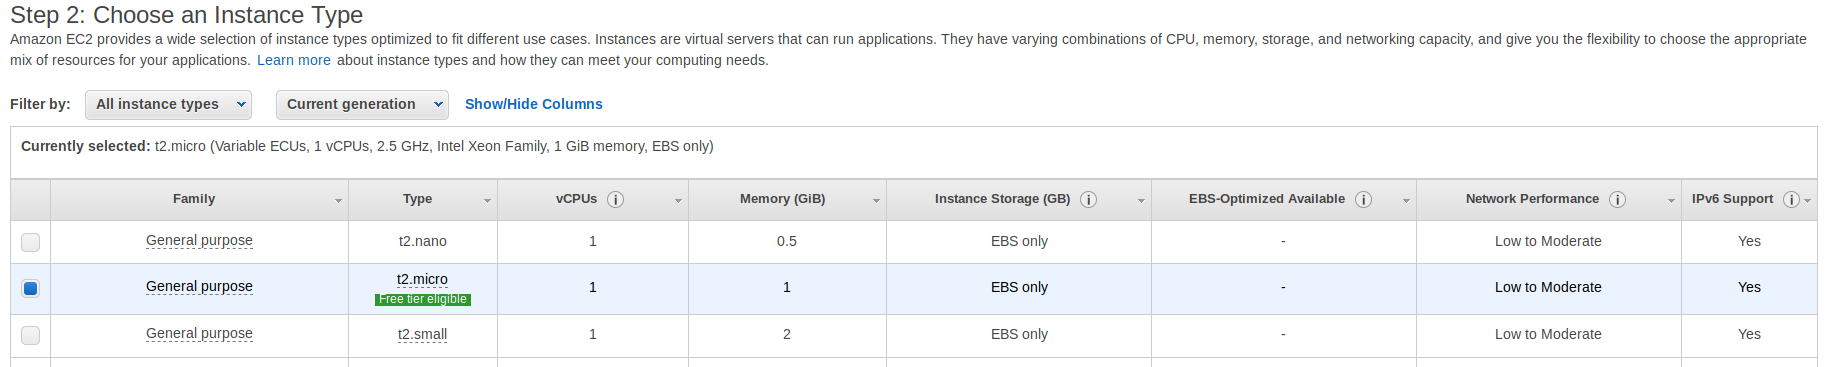 Step 2: Choose an Instance Type
Amazon EC2 provides a wide selection of instance types optimized to fit different use cases. Instances are virtual servers that can run applications. They have varying combinations of CPU, memory, storage, and networking capacity, and give you the flexibility to choose the appropriate
mix of resources for your applications. Learn more about instance types and how they can meet your computing needs.
Filter by: All instance types Current generation Show/Hide Columns
Currently selected: t2.micro (Variable ECUs, 1 vCPUs, 2.5 GHz, Intel Xeon Family, 1 GiB memory, EBS only)
Family Type vCPUs i Memory (GiB) Instance Storage (GB) i EBS-Optimized Available i Network Performance i IPv6 Support i
General purpose t2.nano 1 0.5 EBS only - Low to Moderate Yes
General purpose t2.micro 1 1 EBS only - Low to Moderate Yes
Free tier eligible
General purpose t2.small 1 2 EBS only - Low to Moderate Yes